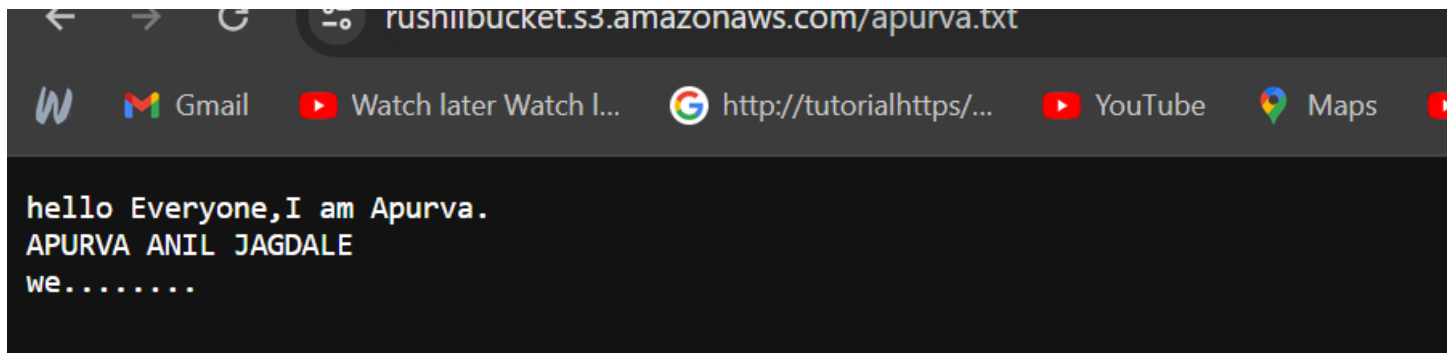 rushiibucket.s3.amazonaws.com/apurva.txt
W Gmail Watch later Watch l... G http://tutorialhttps/... YouTube Maps
hello Everyone,I am Apurva.
APURVA ANIL JAGDALE
we........